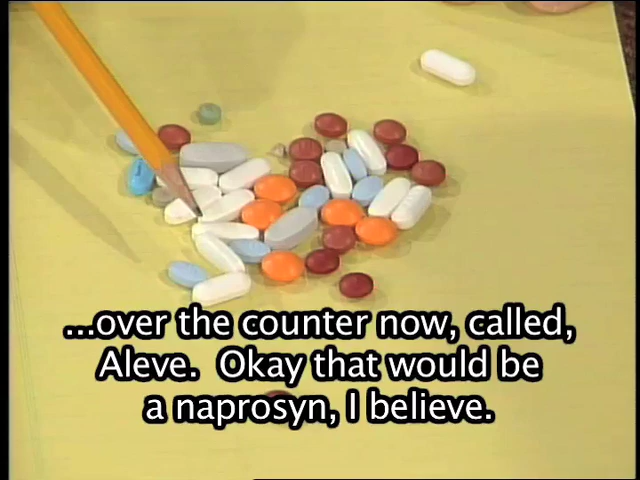 ...over the counter now, called,
Aleve.  Okay that would be
a naprosyn, I believe.